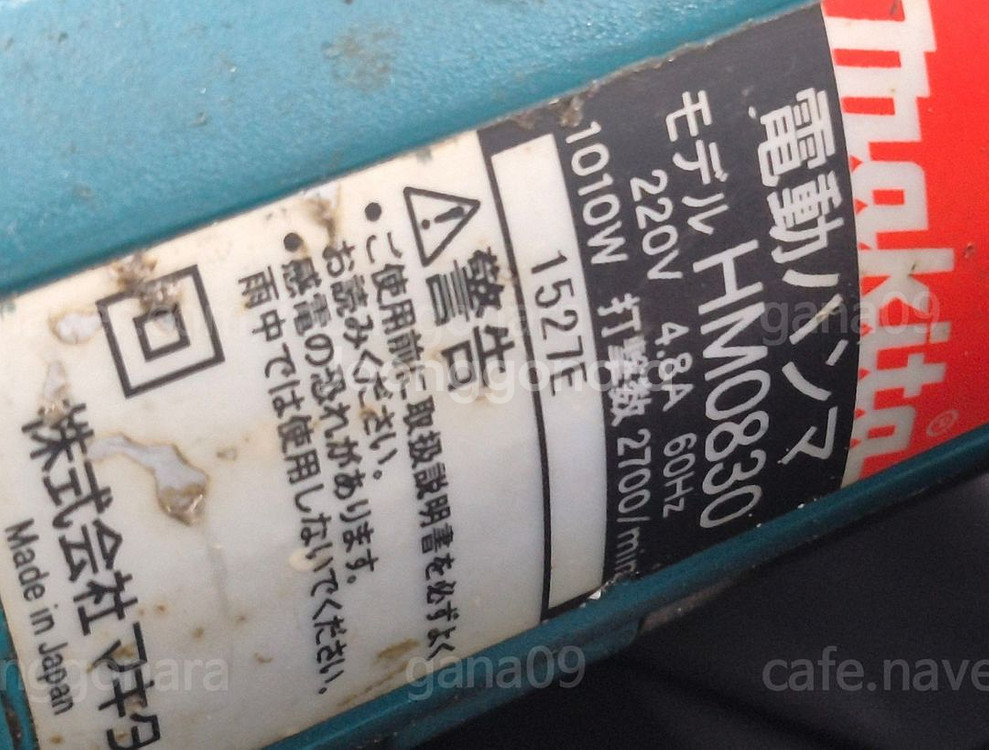 makita®
電動ハンマ
モデル HM0830
220V 4.8A 60Hz
1010W 打撃数 2700/min
1527E
⚠ 警告
●ご使用前に取扱説明書を必ずよく
お読みください。
●感電の恐れがあります。
雨中では使用しないでください。
株式会社マキタ
Made in Japan
gana09
gana09
cafe.nave